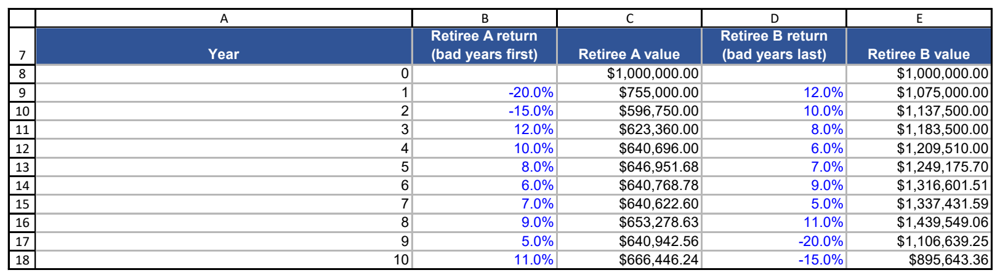 A B C D E
7 Year Retiree A return (bad years first) Retiree A value Retiree B return (bad years last) Retiree B value
8 0 $1,000,000.00 $1,000,000.00
9 1 -20.0% $755,000.00 12.0% $1,075,000.00
10 2 -15.0% $596,750.00 10.0% $1,137,500.00
11 3 12.0% $623,360.00 8.0% $1,183,500.00
12 4 10.0% $640,696.00 6.0% $1,209,510.00
13 5 8.0% $646,951.68 7.0% $1,249,175.70
14 6 6.0% $640,768.78 9.0% $1,316,601.51
15 7 7.0% $640,622.60 5.0% $1,337,431.59
16 8 9.0% $653,278.63 11.0% $1,439,549.06
17 9 5.0% $640,942.56 -20.0% $1,106,639.25
18 10 11.0% $666,446.24 -15.0% $895,643.36